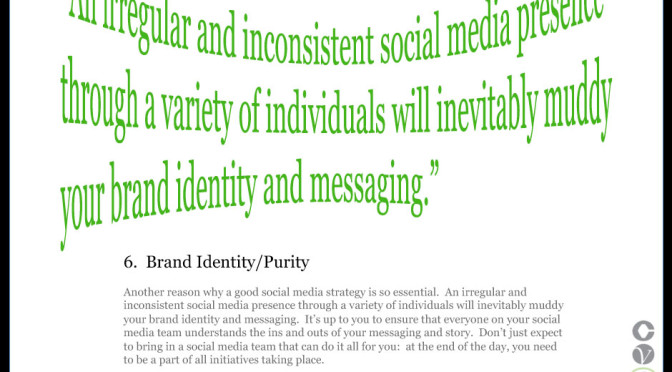 An irregular and inconsistent social media presence
through a variety of individuals will inevitably muddy
your brand identity and messaging.”
6. Brand Identity/Purity
Another reason why a good social media strategy is so essential. An irregular and
inconsistent social media presence through a variety of individuals will inevitably muddy
your brand identity and messaging. It’s up to you to ensure that everyone on your social
media team understands the ins and outs of your messaging and story. Don’t just expect
to bring in a social media team that can do it all for you: at the end of the day, you need
to be a part of all initiatives taking place.
C
V